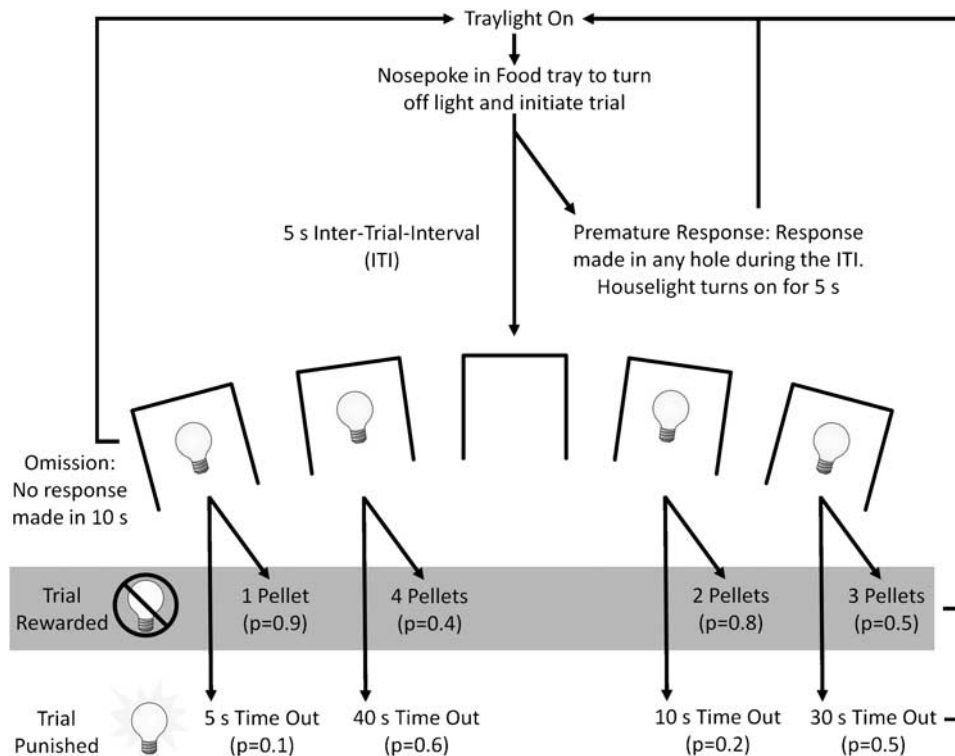 Traylight On
Nosepoke in Food tray to turn
off light and initiate trial
5 s Inter-Trial-Interval
(ITI)
Premature Response: Response
made in any hole during the ITI.
Houselight turns on for 5 s
Omission:
No response
made in 10 s
Trial
Rewarded
1 Pellet
(p=0.9)
4 Pellets
(p=0.4)
2 Pellets
(p=0.8)
3 Pellets
(p=0.5)
Trial
Punished
5 s Time Out
(p=0.1)
40 s Time Out
(p=0.6)
10 s Time Out
(p=0.2)
30 s Time Out
(p=0.5)